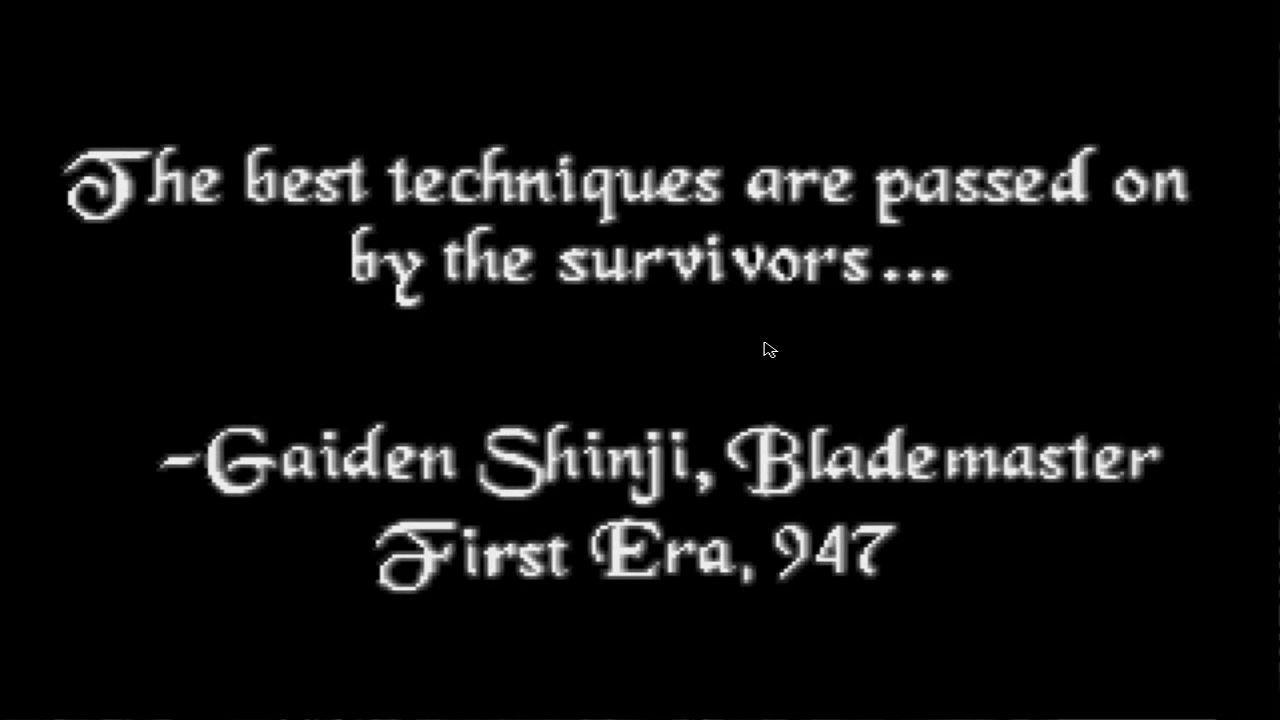 The best techniques are passed on
by the survivors...
-Gaiden Shinji, Blademaster
First Era, 947